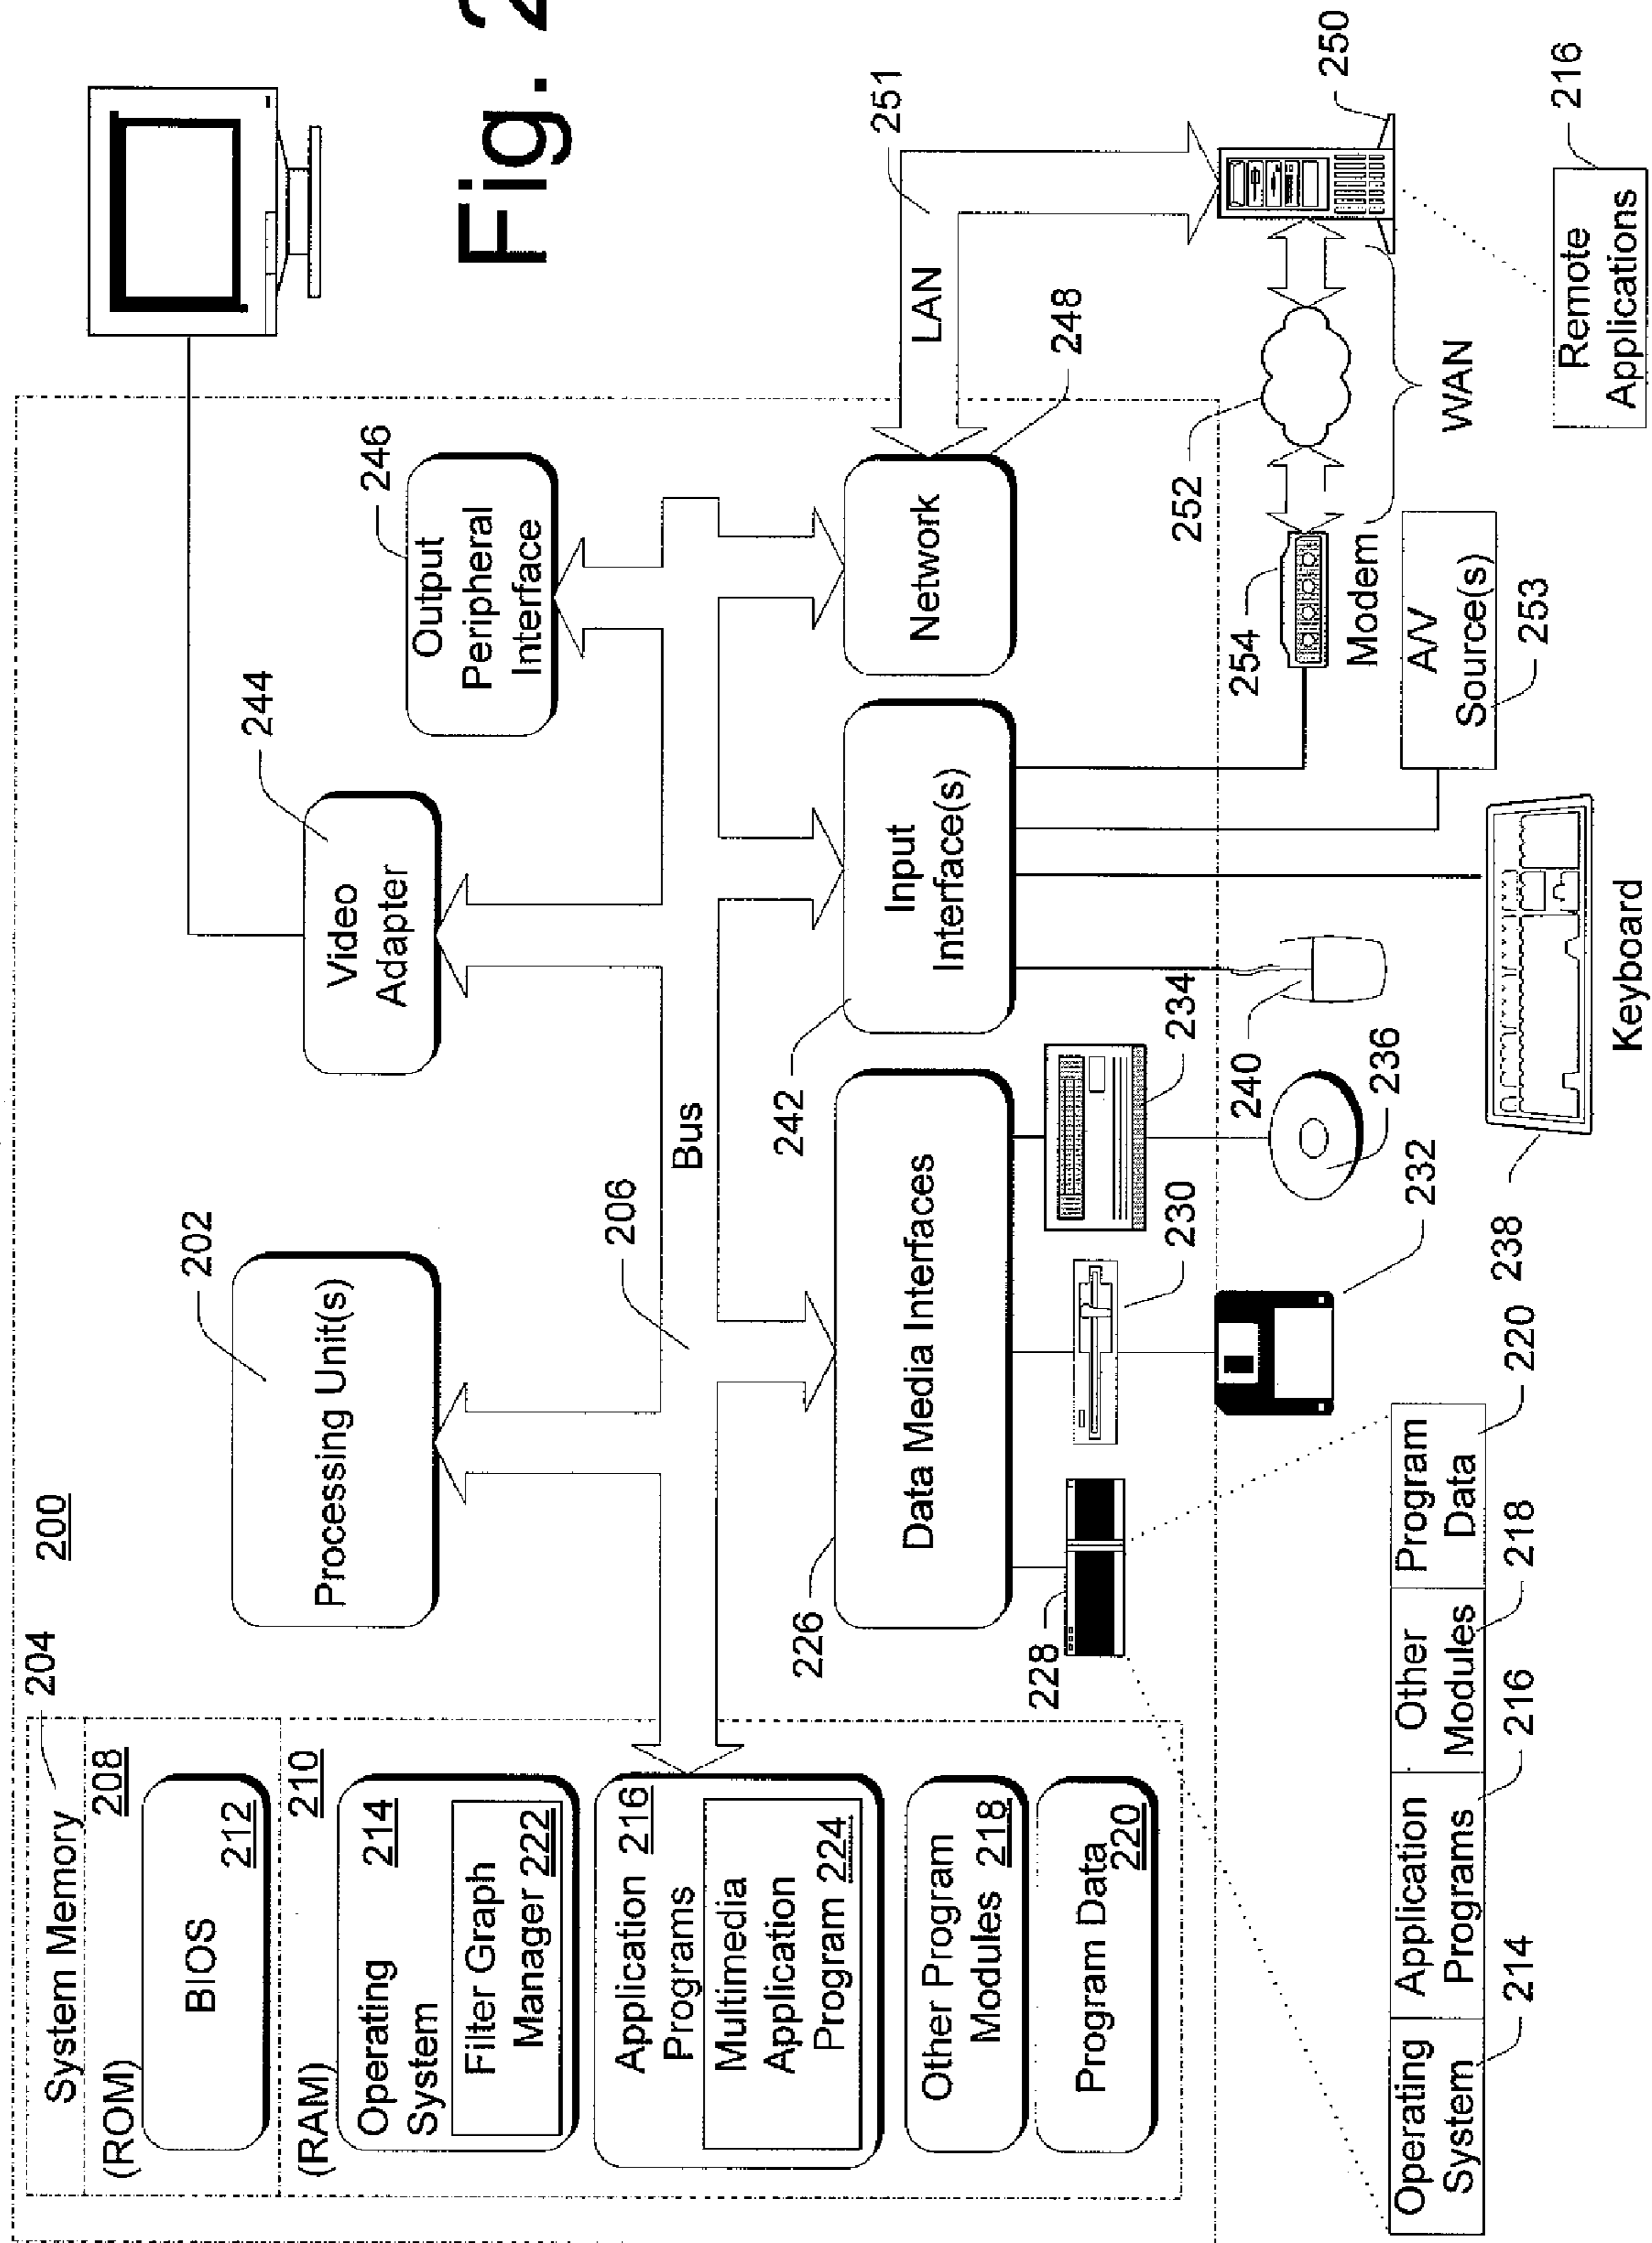 Fig. 2
200
System Memory
204
(ROM) 208
BIOS
212
(RAM) 210
Operating 214
System
Filter Graph
Manager 222
Application 216
Programs
Multimedia
Application
Program 224
Other Program
Modules 218
Program Data
220
202
Processing Unit(s)
244
Video
Adapter
246
Output
Peripheral
Interface
206
Bus
226
Data Media Interfaces
242
Input
Interface(s)
Network
248
LAN
251
228
230
234
240
236
232
238
Keyboard
254
Modem
252
WAN
A/V
Source(s)
253
250
216
Remote
Applications
Operating
System
214
Application
Programs
216
Other
Modules
218
Program
Data
220